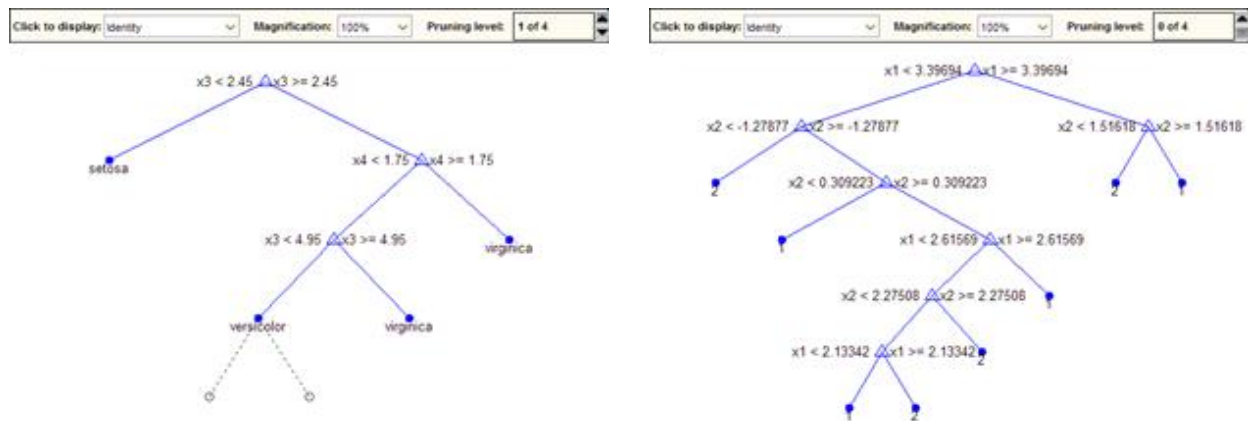 Click to display: Identity Magnification: 100% Pruning level: 1 of 4
x3 < 2.45 x3 >= 2.45
setosa
x4 < 1.75 x4 >= 1.75
x3 < 4.95 x3 >= 4.95
virginica
versicolor
virginica
Click to display: Identity Magnification: 100% Pruning level: 0 of 4
x1 < 3.39694 x1 >= 3.39694
x2 < -1.27877 x2 >= -1.27877
x2 < 1.51618 x2 >= 1.51618
2
x2 < 0.309223 x2 >= 0.309223
2
1
1
x1 < 2.61569 x1 >= 2.61569
x2 < 2.27508 x2 >= 2.27508
1
x1 < 2.13342 x1 >= 2.13342
2
1
2